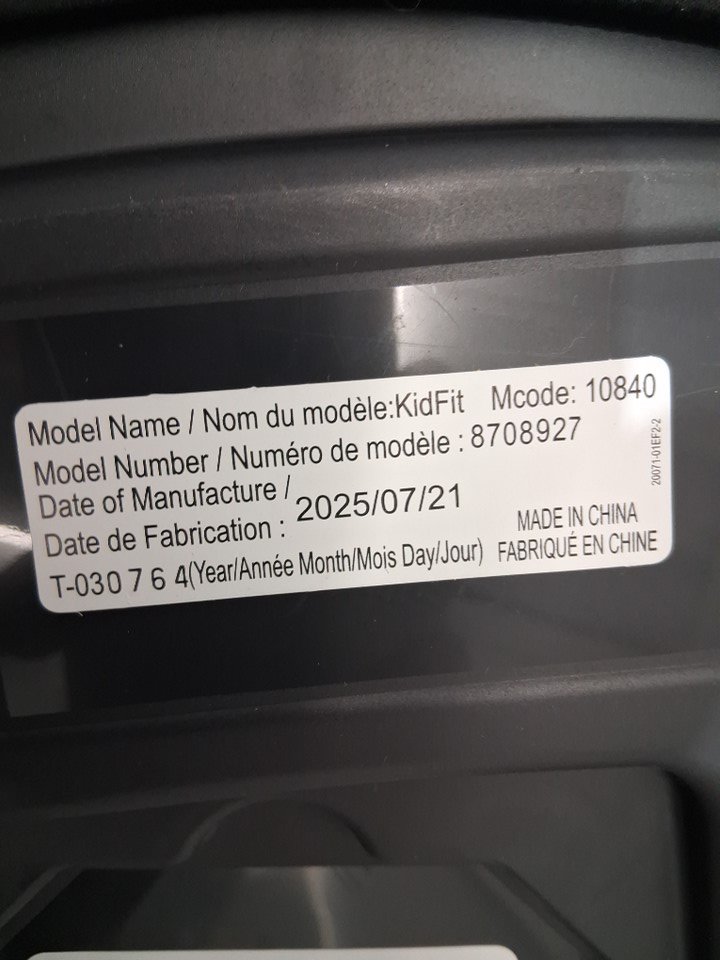 Model Name / Nom du modèle:KidFit Mcode: 10840
Model Number / Numéro de modèle : 8708927
Date of Manufacture /
Date de Fabrication : 2025/07/21
T-030 7 6 4(Year/Année Month/Mois Day/Jour)
MADE IN CHINA
FABRIQUÉ EN CHINE
20071-01EF2-2